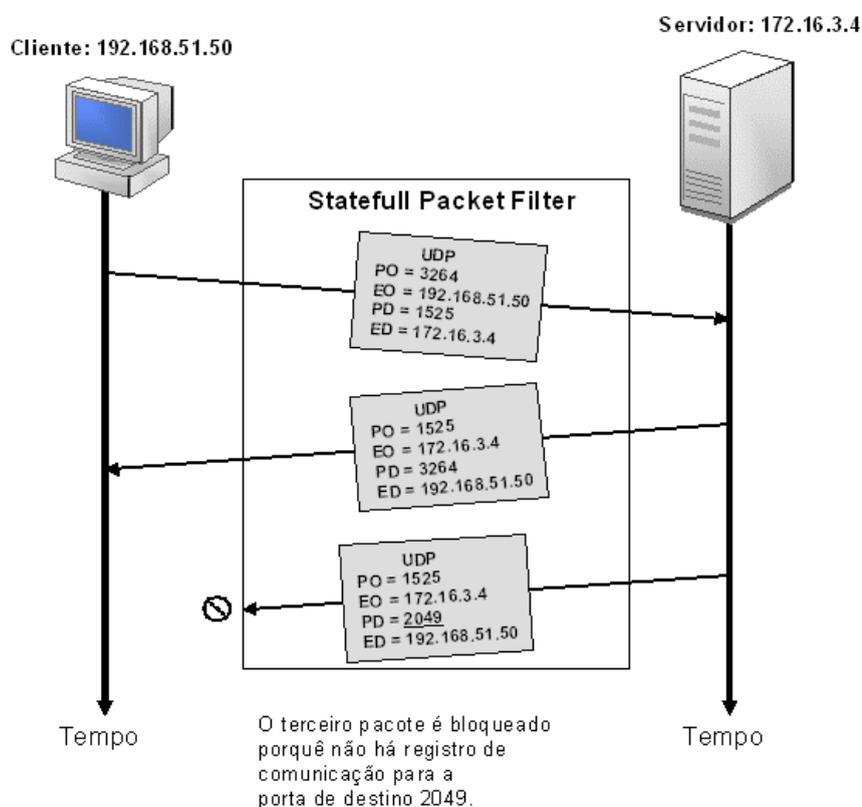 Servidor: 172.16.3.4
Cliente: 192.168.51.50
Statefull Packet Filter
UDP
PO = 3264
EO = 192.168.51.50
PD = 1525
ED = 172.16.3.4
UDP
PO = 1525
EO = 172.16.3.4
PD = 3264
ED = 192.168.51.50
UDP
PO = 1525
EO = 172.16.3.4
PD = 2049
ED = 192.168.51.50
Tempo
Tempo
O terceiro pacote é bloqueado
porquê não há registro de
comunicação para a
porta de destino 2049.